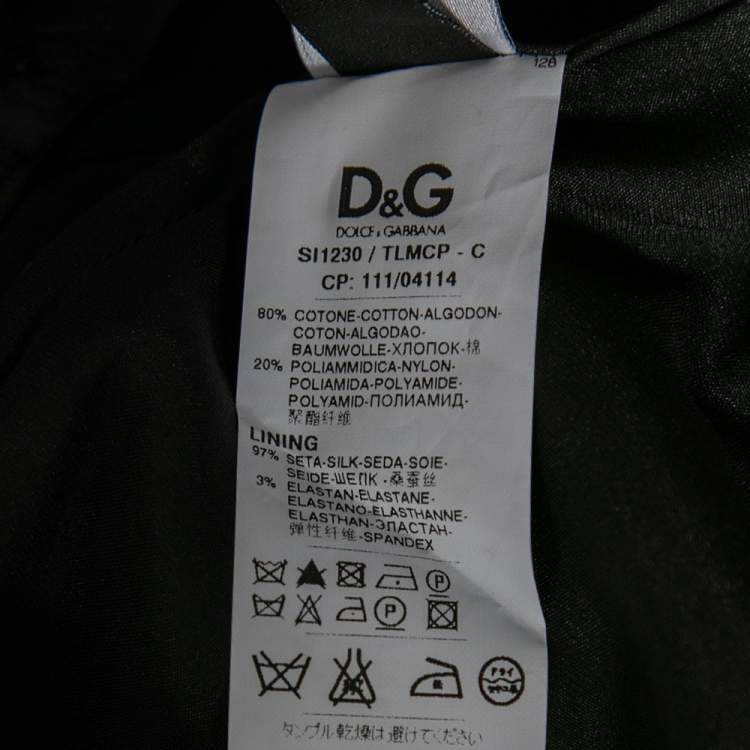 128
D&G
DOLCE & GABBANA
SI1230 / TLMCP - C
CP: 111/04114
80% COTONE-COTTON-ALGODON-
COTON-ALGODAO-
BAUMWOLLE-ХЛОПОК-棉
20% POLIAMMIDICA-NYLON-
POLIAMIDA-POLYAMIDE-
POLYAMID-ПОЛИАМИД-
聚酯纤维
LINING
97% SETA-SILK-SEDA-SOIE-
SEIDE-ШЕЛК-桑蚕丝
3% ELASTAN-ELASTANE-
ELASTANO-ELASTHANNE-
ELASTHAN-ЭЛАСТАН-
弹性纤维-SPANDEX
P
P
ドライ
タンブル乾燥は避けてください